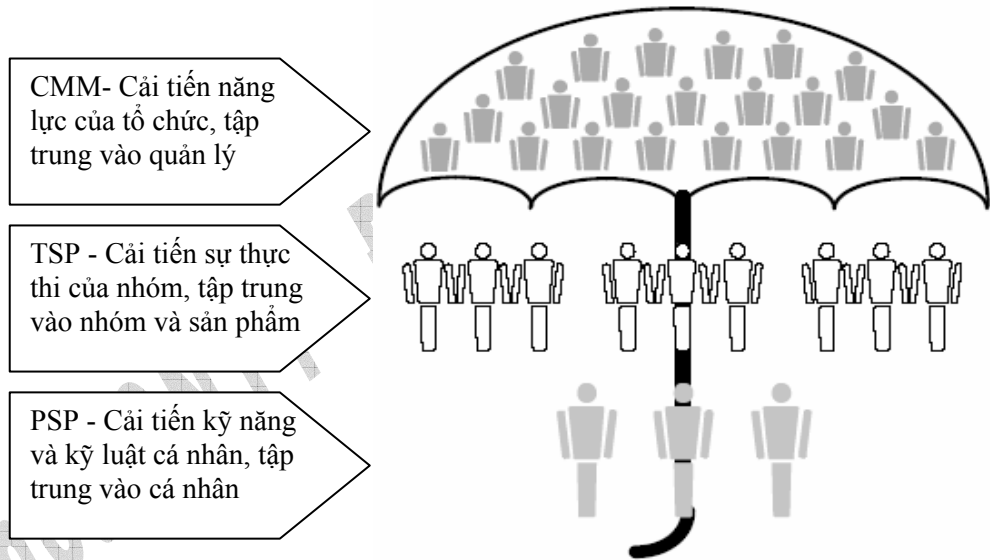 CMM- Cải tiến năng
lực của tổ chức, tập
trung vào quản lý
TSP - Cải tiến sự thực
thi của nhóm, tập trung
vào nhóm và sản phẩm
PSP - Cải tiến kỹ năng
và kỹ luật cá nhân, tập
trung vào cá nhân